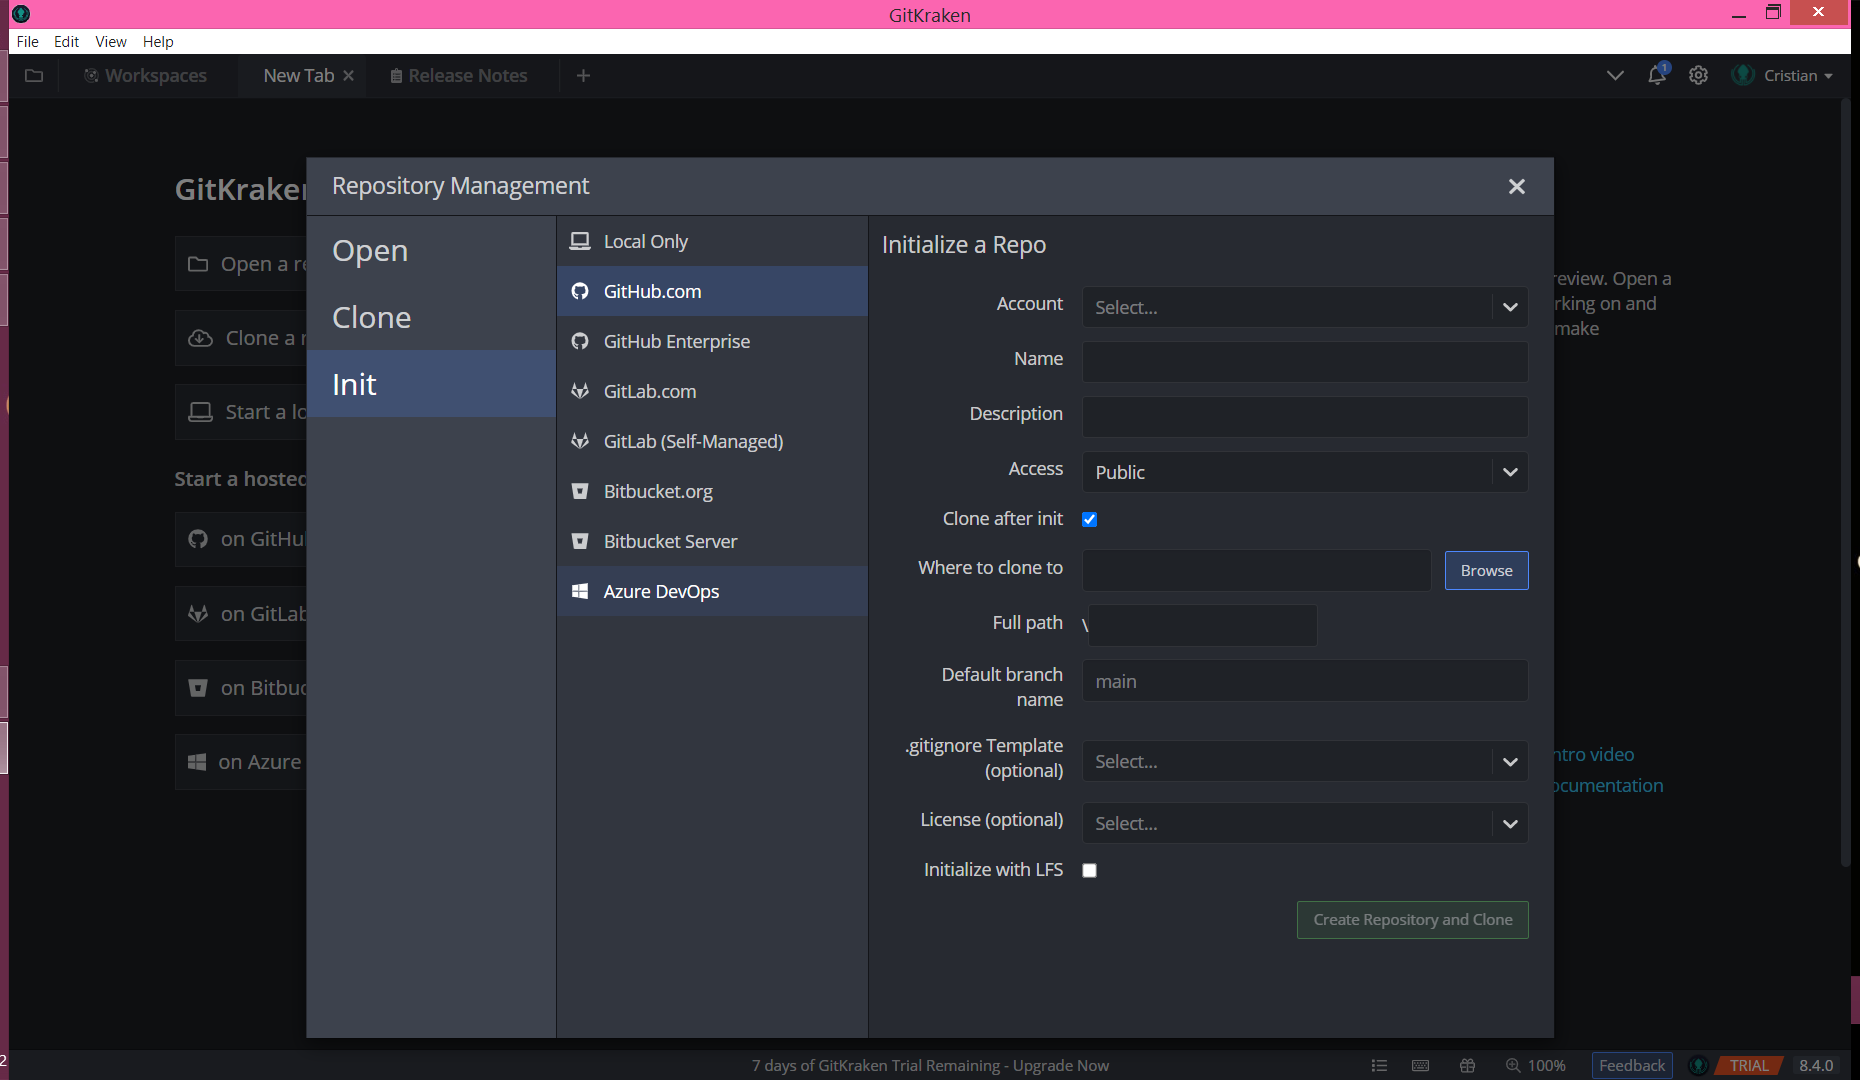 GitKraken
File Edit View Help
Workspaces New Tab Release Notes 1 Cristian
GitKraken
Open a re
Clone a r
Start a lo
Start a hosted
on GitHu
on GitLab
on Bitbuc
on Azure
Repository Management
Open
Clone
Init
Local Only
GitHub.com
GitHub Enterprise
GitLab.com
GitLab (Self-Managed)
Bitbucket.org
Bitbucket Server
Azure DevOps
Initialize a Repo
Account Select...
Name
Description
Access Public
Clone after init
Where to clone to Browse
Full path \
Default branch
name main
.gitignore Template
(optional) Select...
License (optional) Select...
Initialize with LFS
Create Repository and Clone
review. Open a
rking on and
make
ntro video
ocumentation
2
7 days of GitKraken Trial Remaining - Upgrade Now 100% Feedback TRIAL 8.4.0